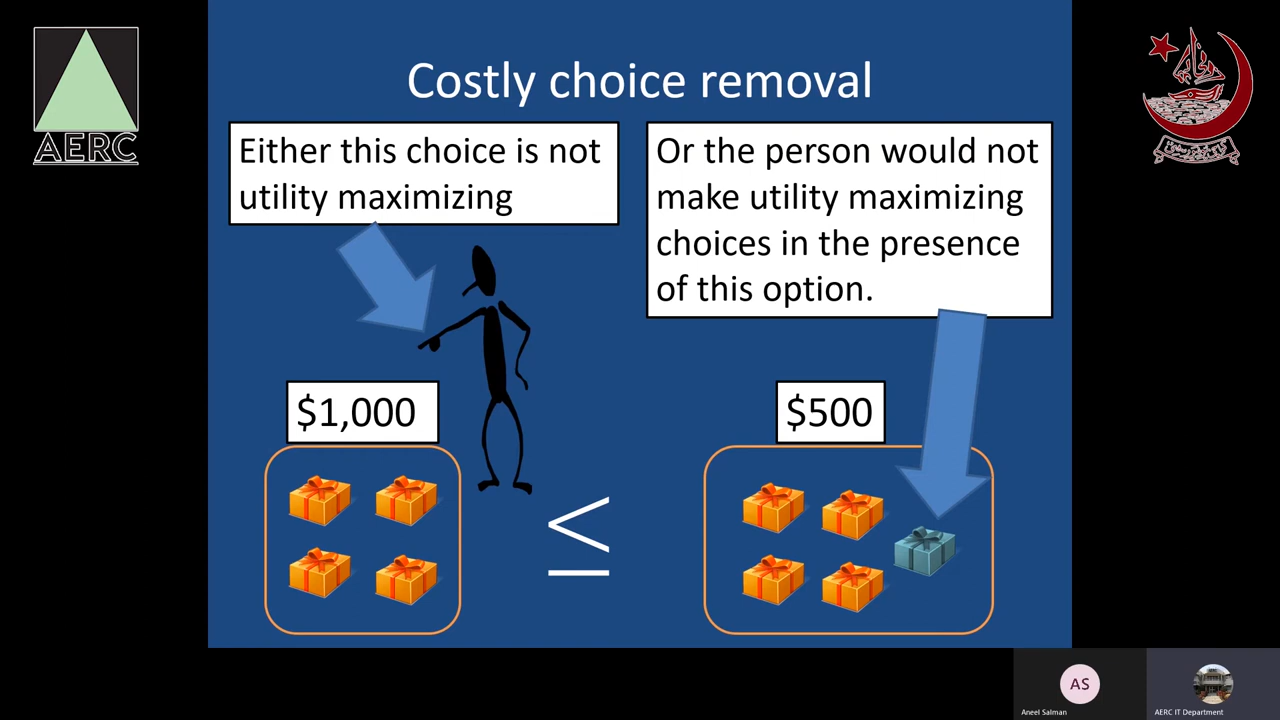 AERC
Costly choice removal
Either this choice is not
utility maximizing
Or the person would not
make utility maximizing
choices in the presence
of this option.
$1,000
$500
≤
AS
Aneel Salman
AERC IT Department